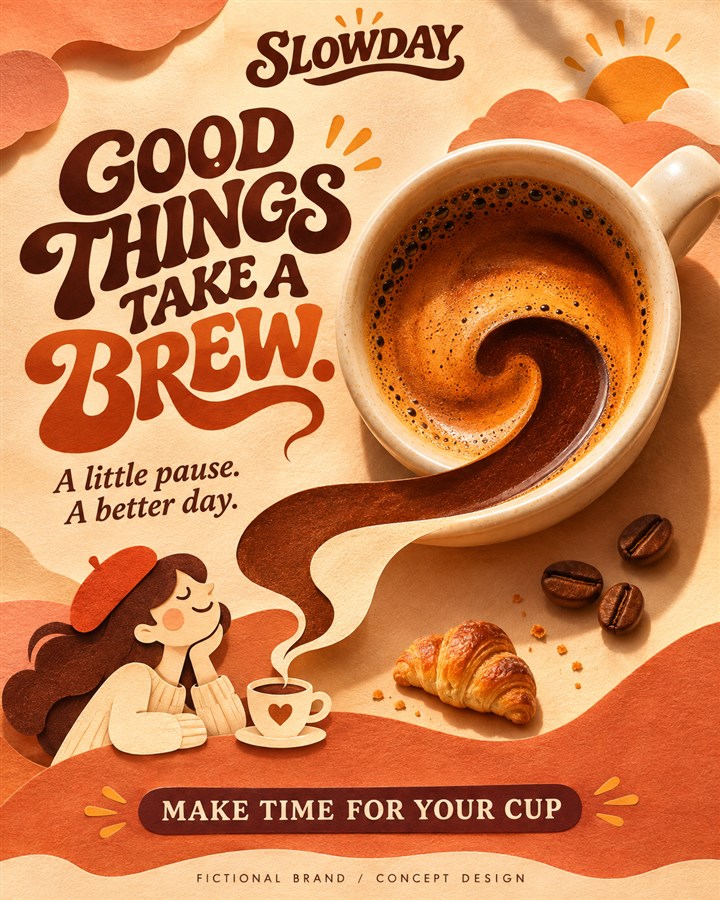 SLOWDAY
GOOD
THINGS
TAKE A
BREW.
A little pause.
A better day.
MAKE TIME FOR YOUR CUP
FICTIONAL BRAND / CONCEPT DESIGN